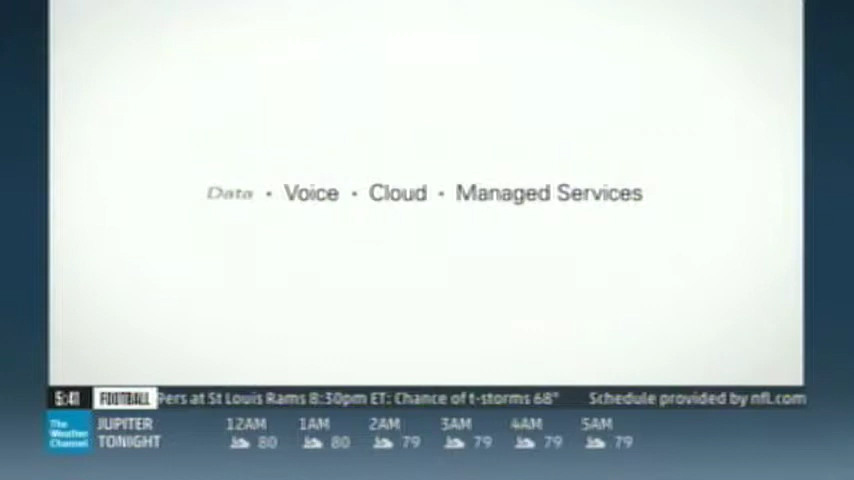 Data • Voice • Cloud • Managed Services
5:41 FOOTBALL ers at St Louis Rams 8:30pm ET: Chance of t-storms 68° Schedule provided by nfl.com
The Weather Channel
JUPITER TONIGHT
12AM 1AM 2AM 3AM 4AM 5AM
80 80 79 79 79 79